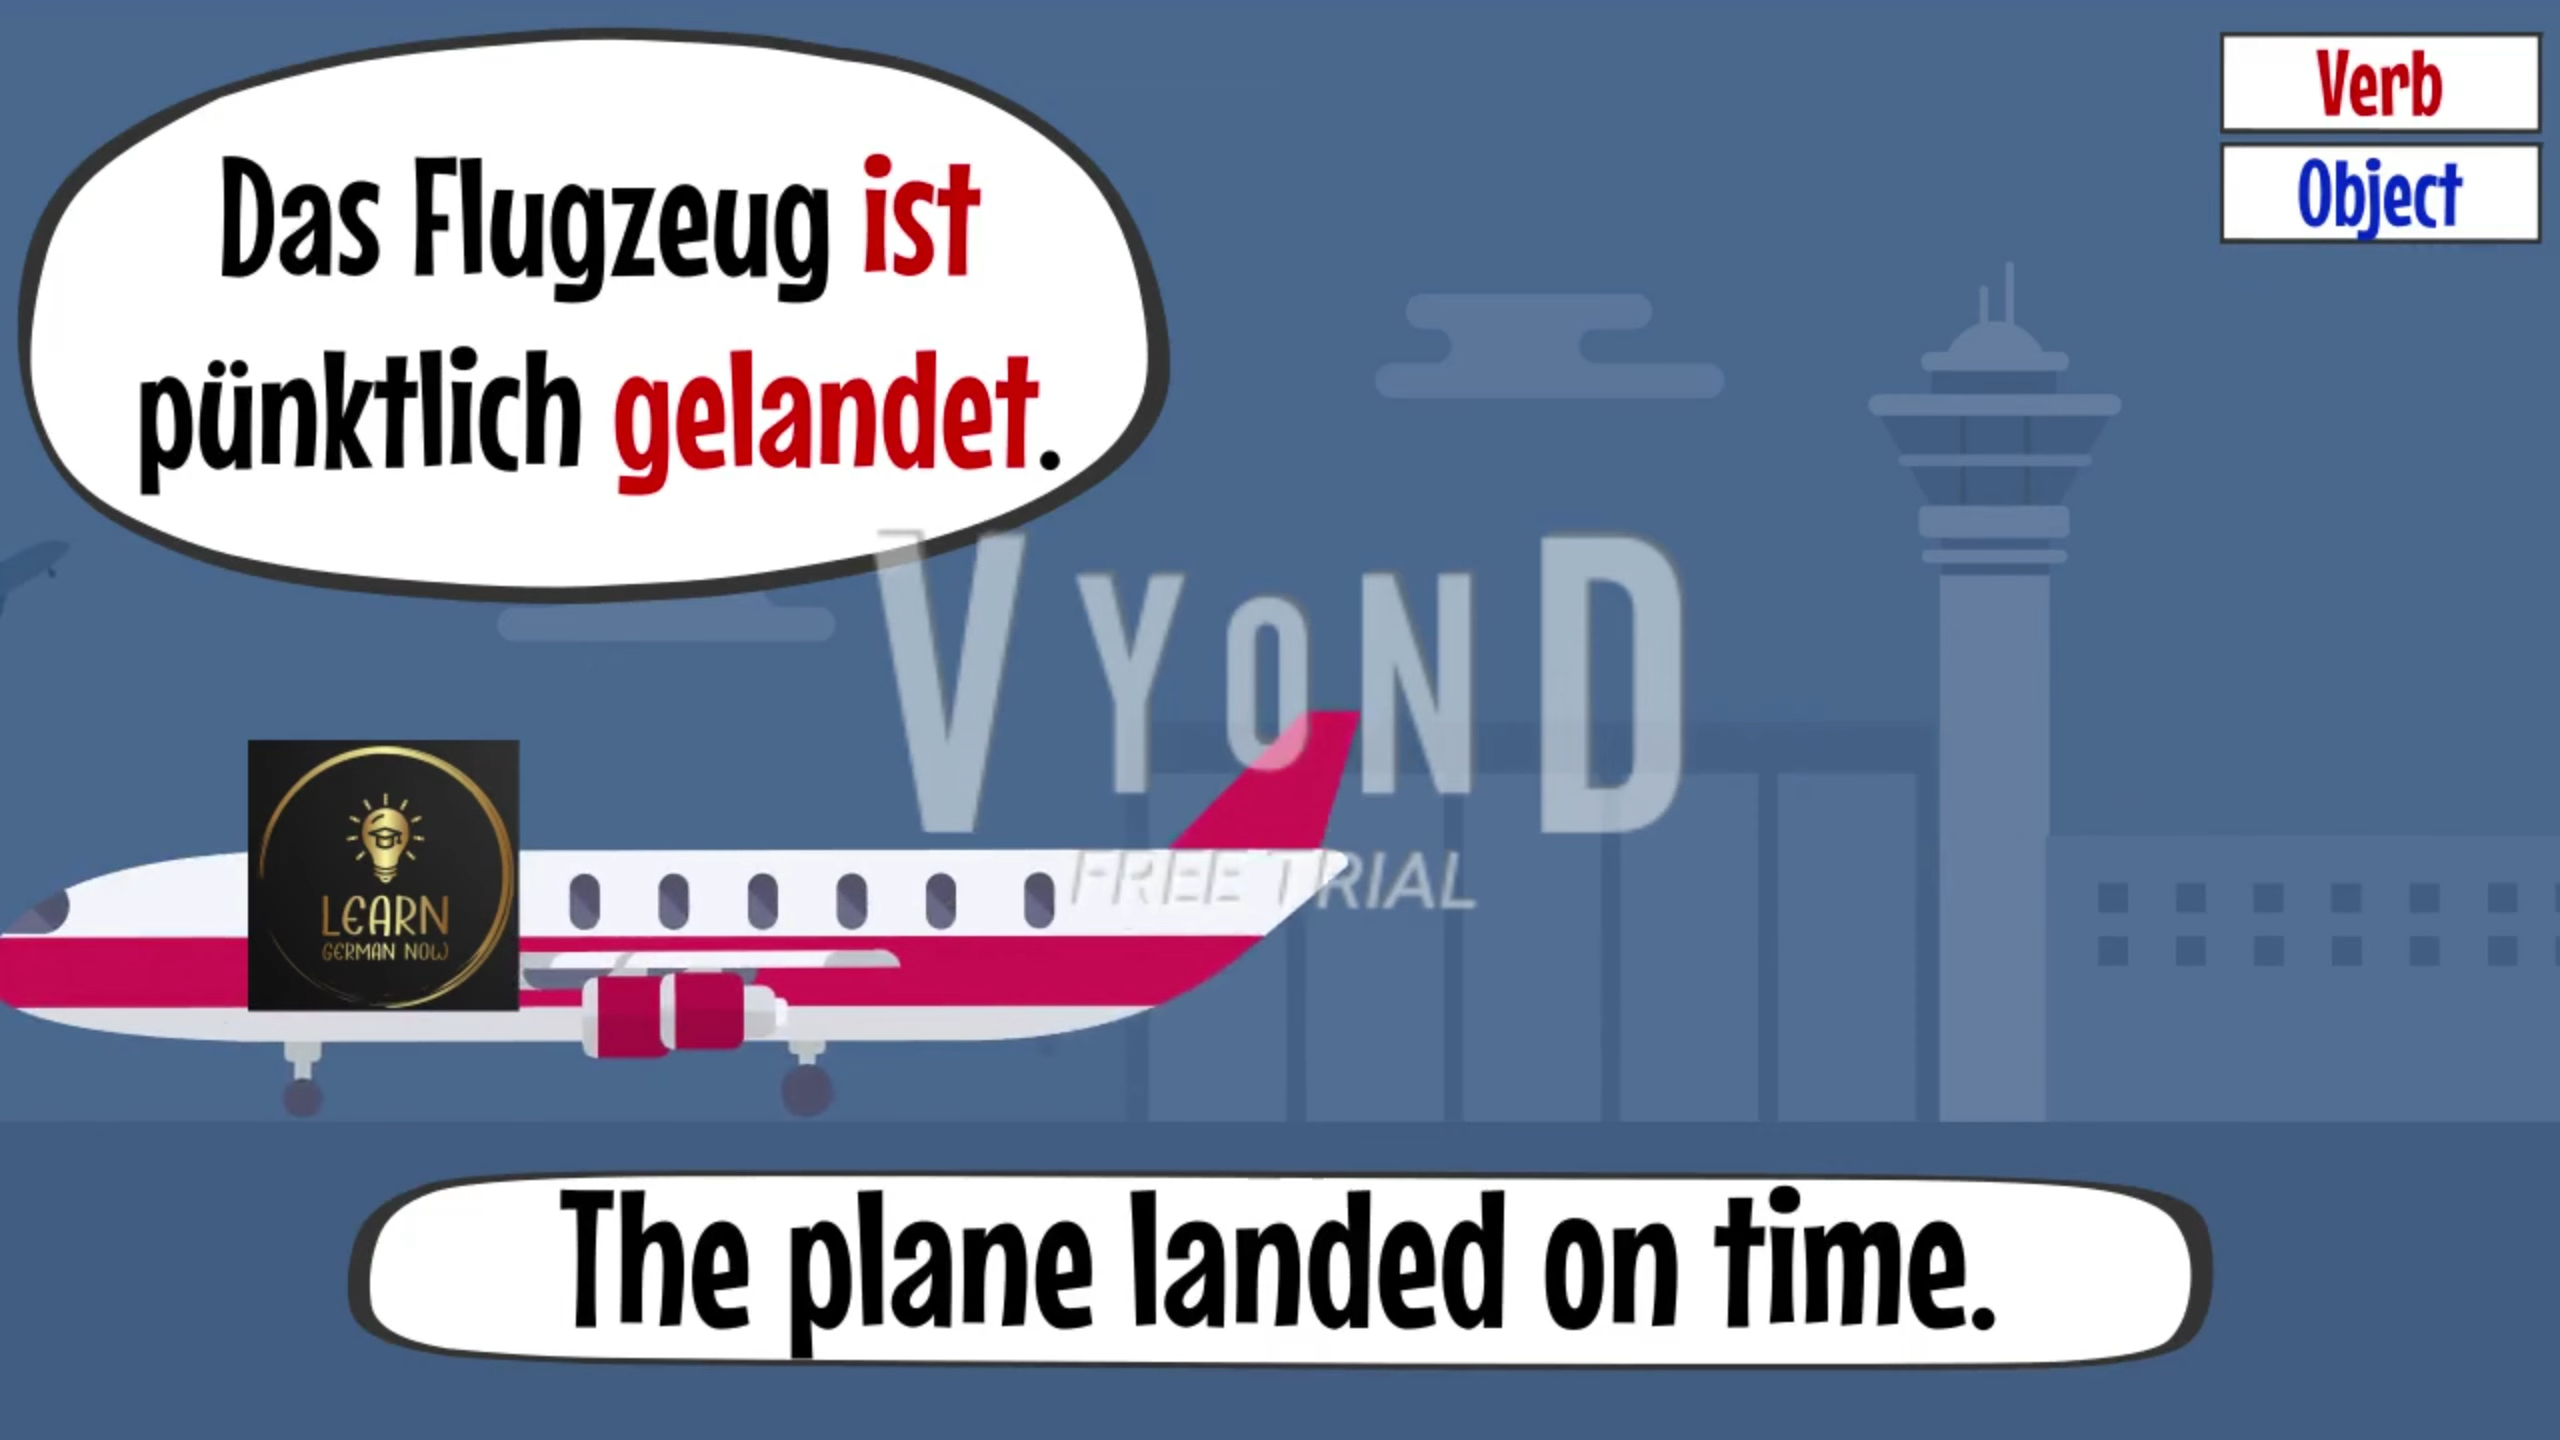 Das Flugzeug ist
pünktlich gelandet.
Verb
Object
VYOND
FREE TRIAL
LEARN
GERMAN NOW
The plane landed on time.